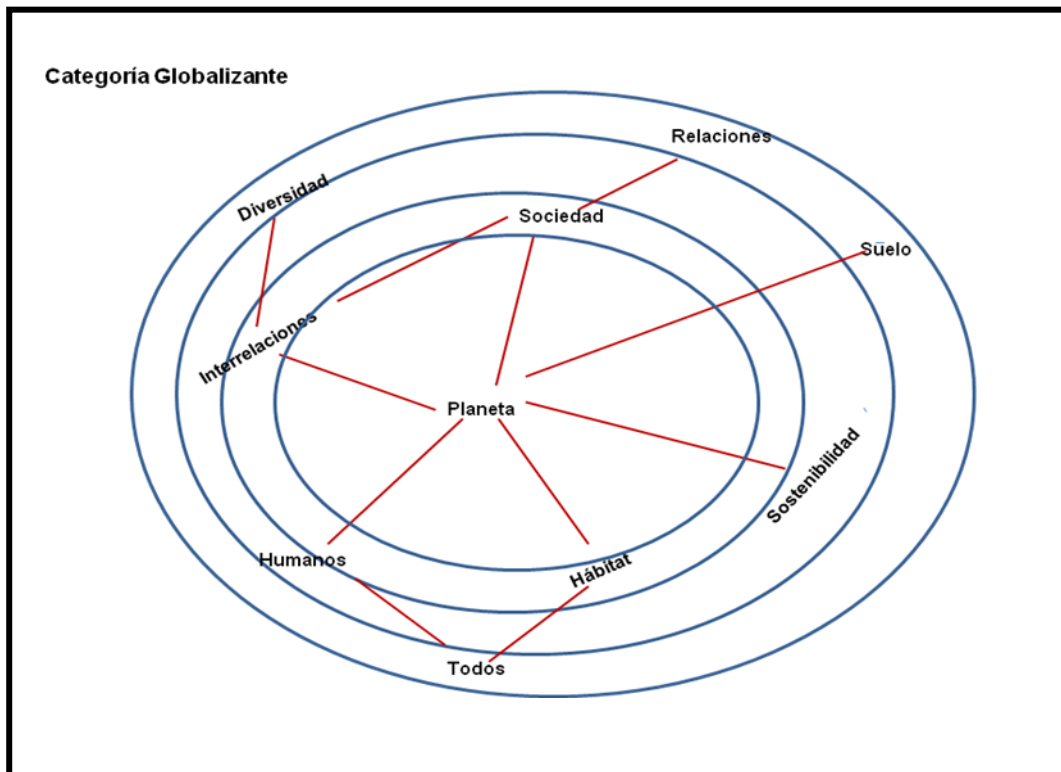 Categoría Globalizante
Relaciones
Diversidad
Sociedad
Suelo
Interrelaciones
Planeta
Sostenibilidad
Humanos
Hábitat
Todos